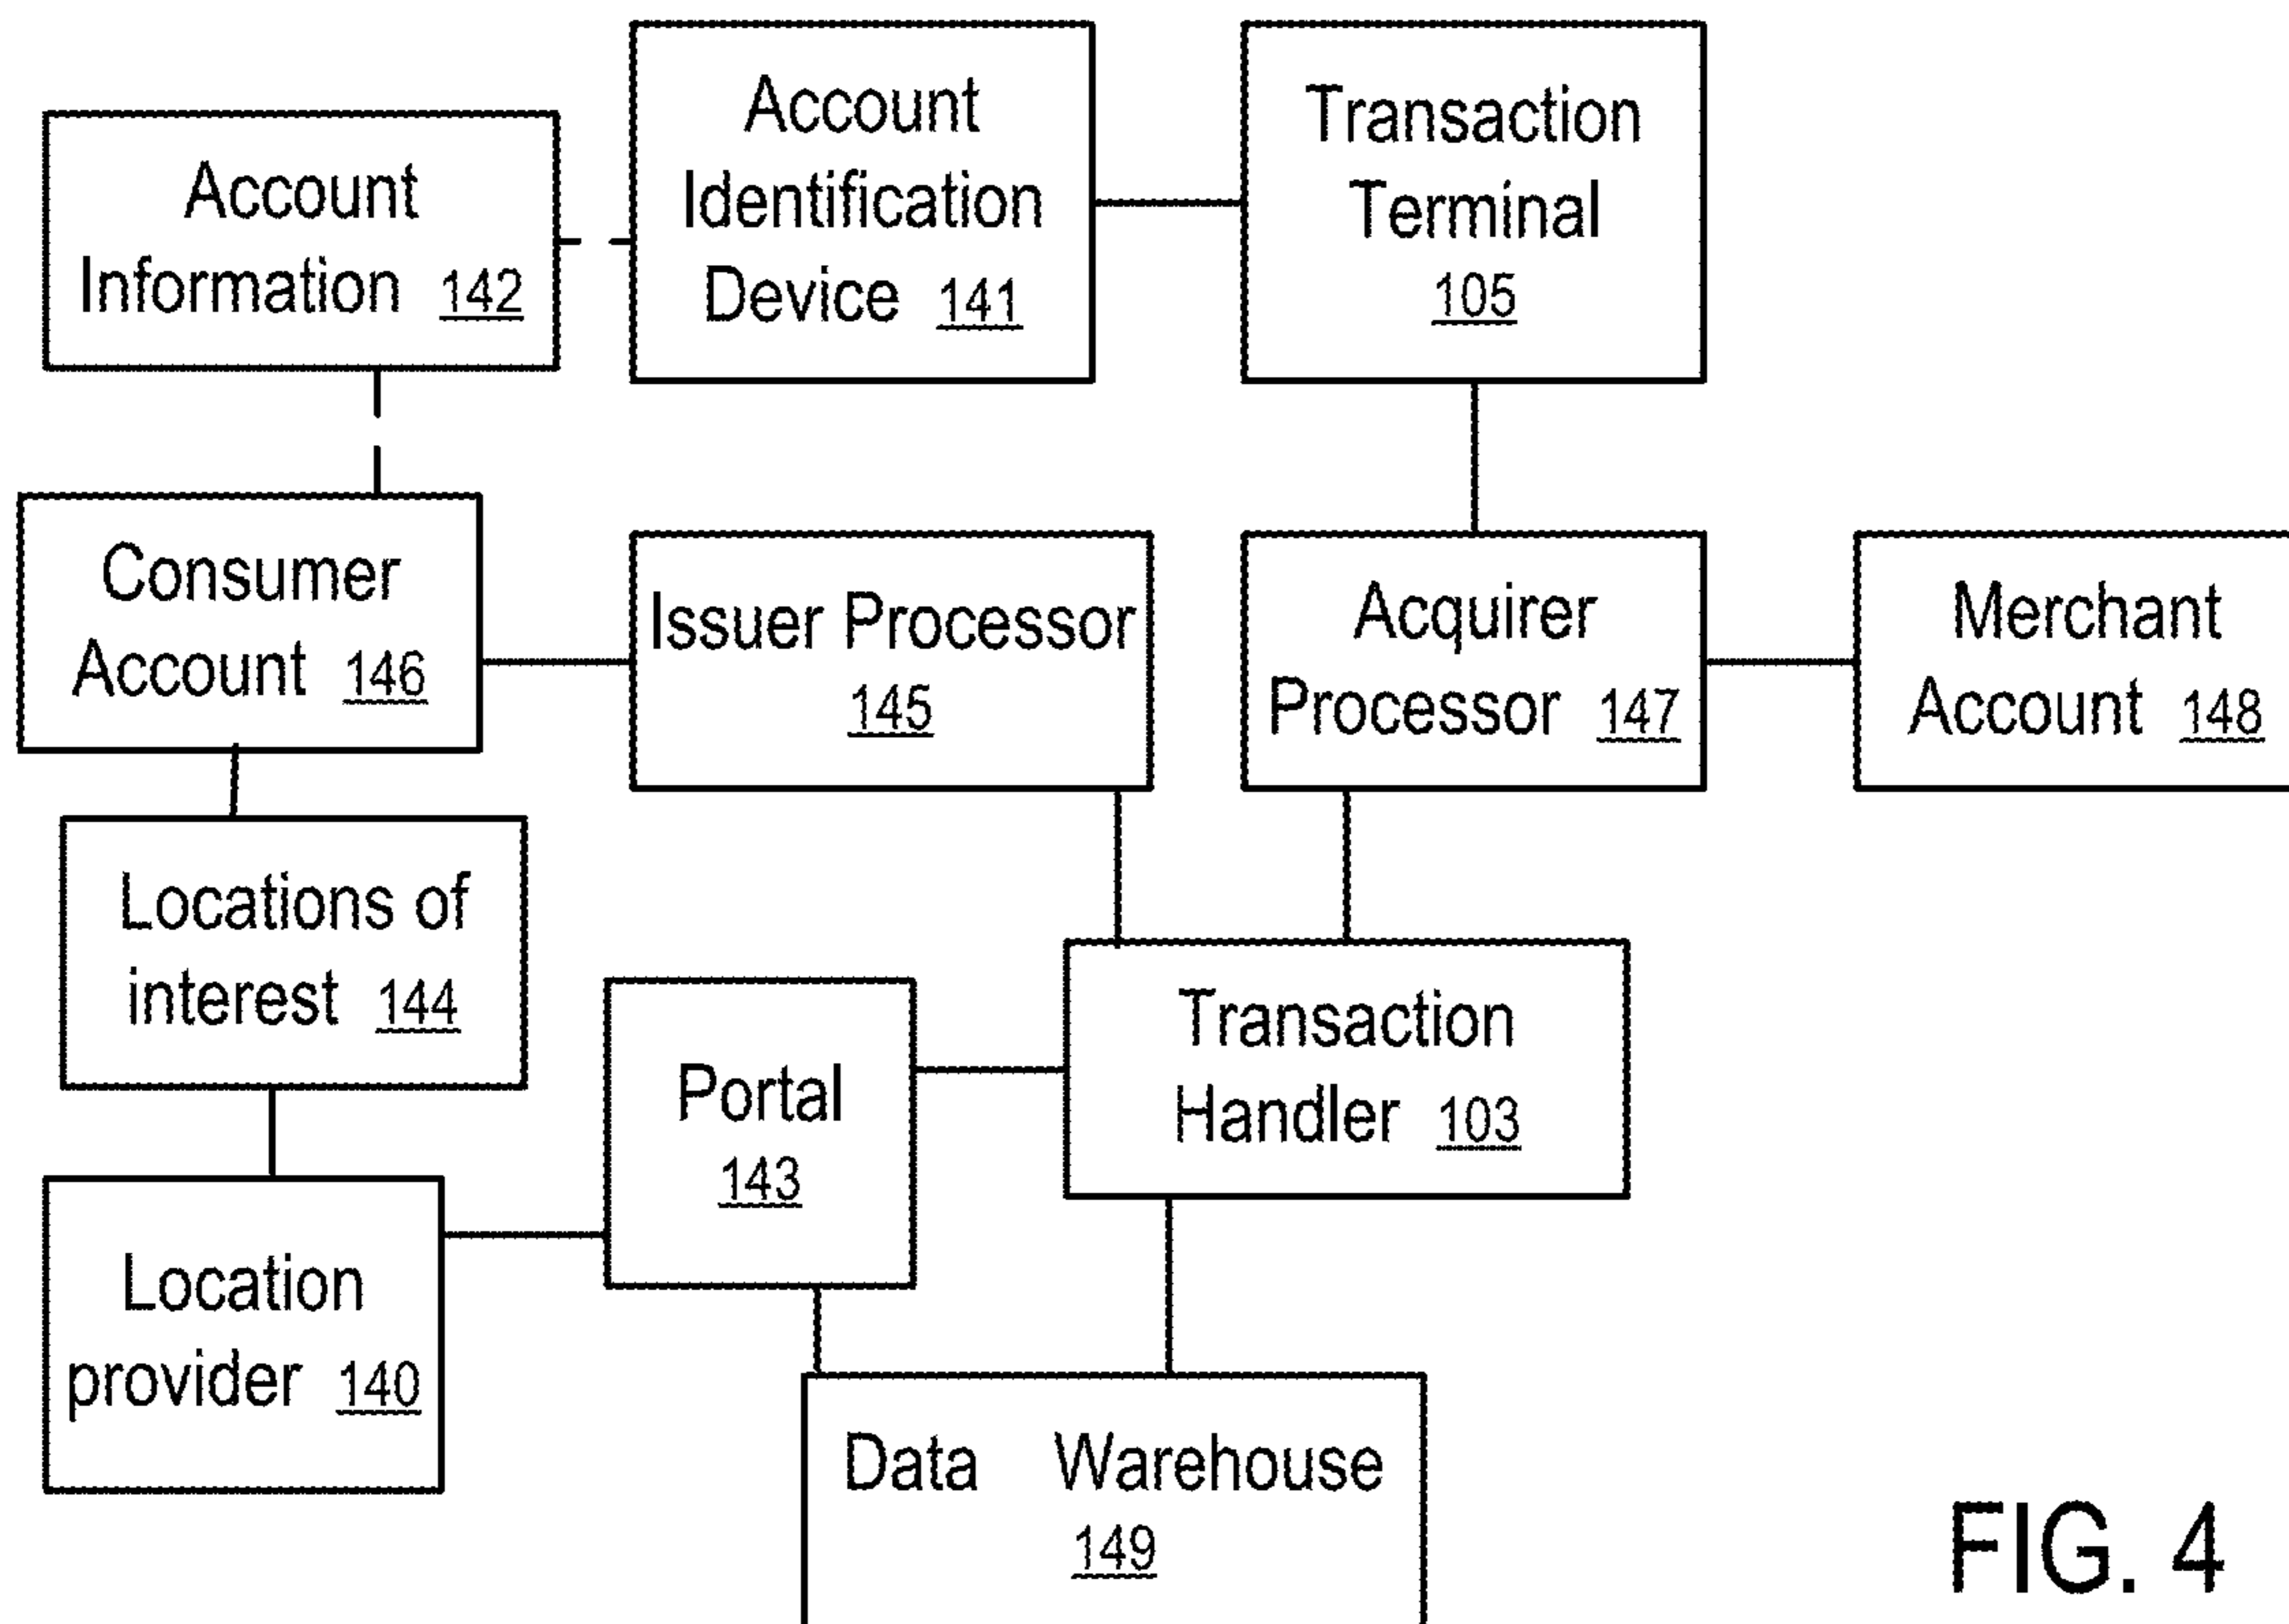 Account
Information 142
Account
Identification
Device 141
Transaction
Terminal
105
Consumer
Account 146
Issuer Processor
145
Acquirer
Processor 147
Merchant
Account 148
Locations of
interest 144
Portal
143
Transaction
Handler 103
Location
provider 140
Data Warehouse
149
FIG. 4